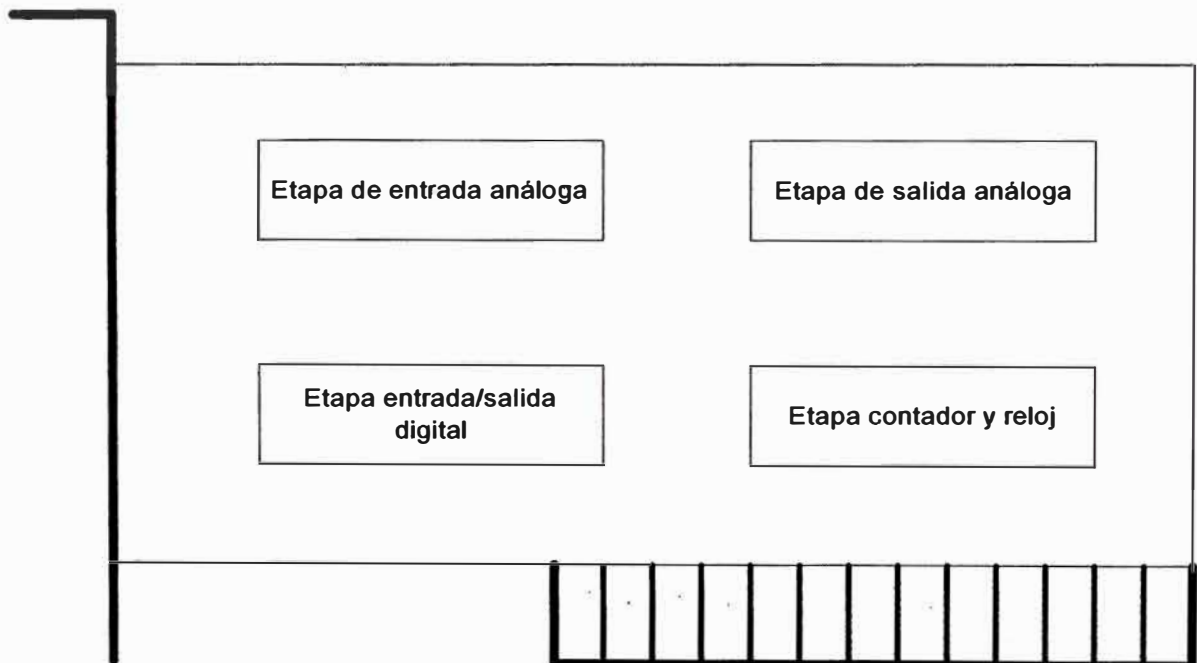 Etapa de entrada análoga
Etapa de salida análoga
Etapa entrada/salida
digital
Etapa contador y reloj